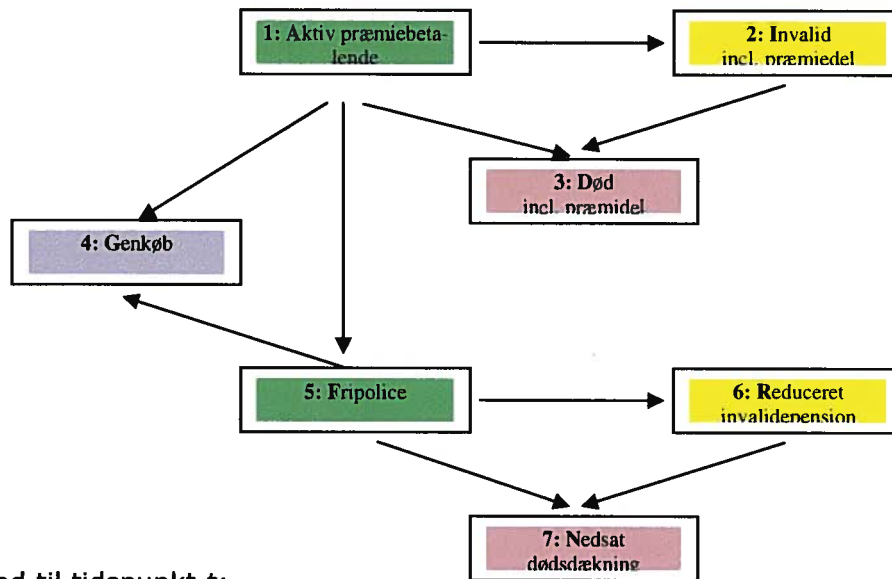 1: Aktiv præmiebeta-
lende
2: Invalid
incl. præmiedel
3: Død
incl. præmidel
4: Genkøb
5: Fripolice
6: Reduceret
invalidepension
7: Nedsat
dødsdækning